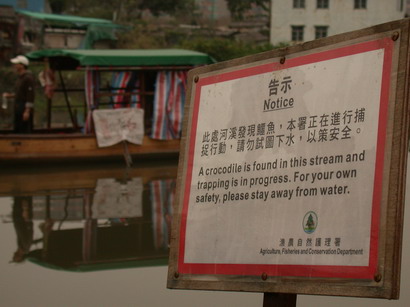 告示
Notice
此處河溪發現鱷魚，本署正在進行捕
捉行動，請勿試圖下水，以策安全。
A crocodile is found in this stream and
trapping is in progress. For your own
safety, please stay away from water.
漁農自然護理署
Agriculture, Fisheries and Conservation Department